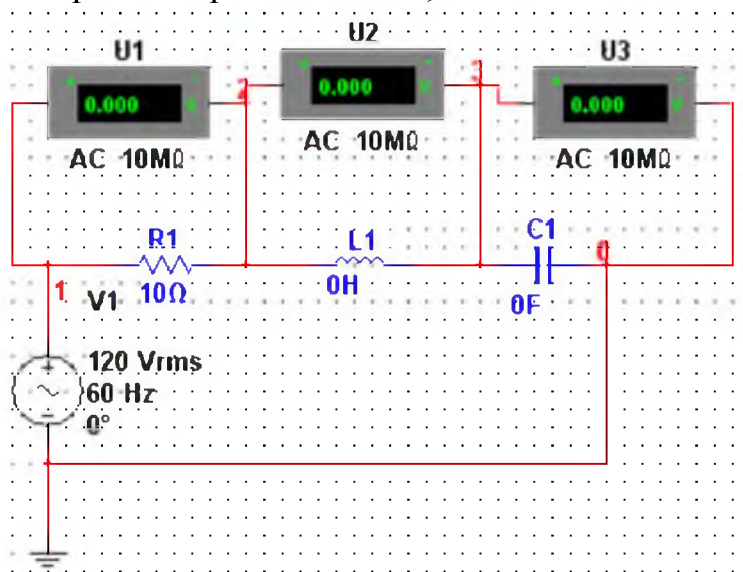 U1
U2
U3
0.000
0.000
0.000
V
V
V
2
3
AC 10MΩ
AC 10MΩ
AC 10MΩ
R1
L1
C1
0
10Ω
0H
0F
1
V1
120 Vrms
60 Hz
0°